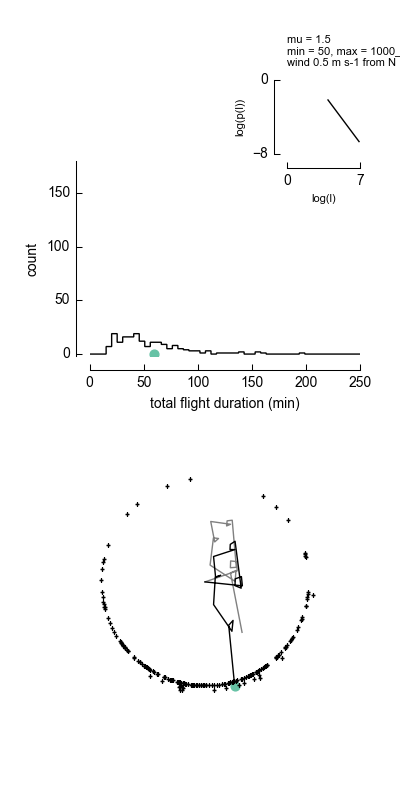 mu = 1.5
min = 50, max = 1000_
wind 0.5 m s-1 from N
0
log(p(l))
−8
0
7
log(l)
150
100
50
0
count
0
50
100
150
200
250
total flight duration (min)